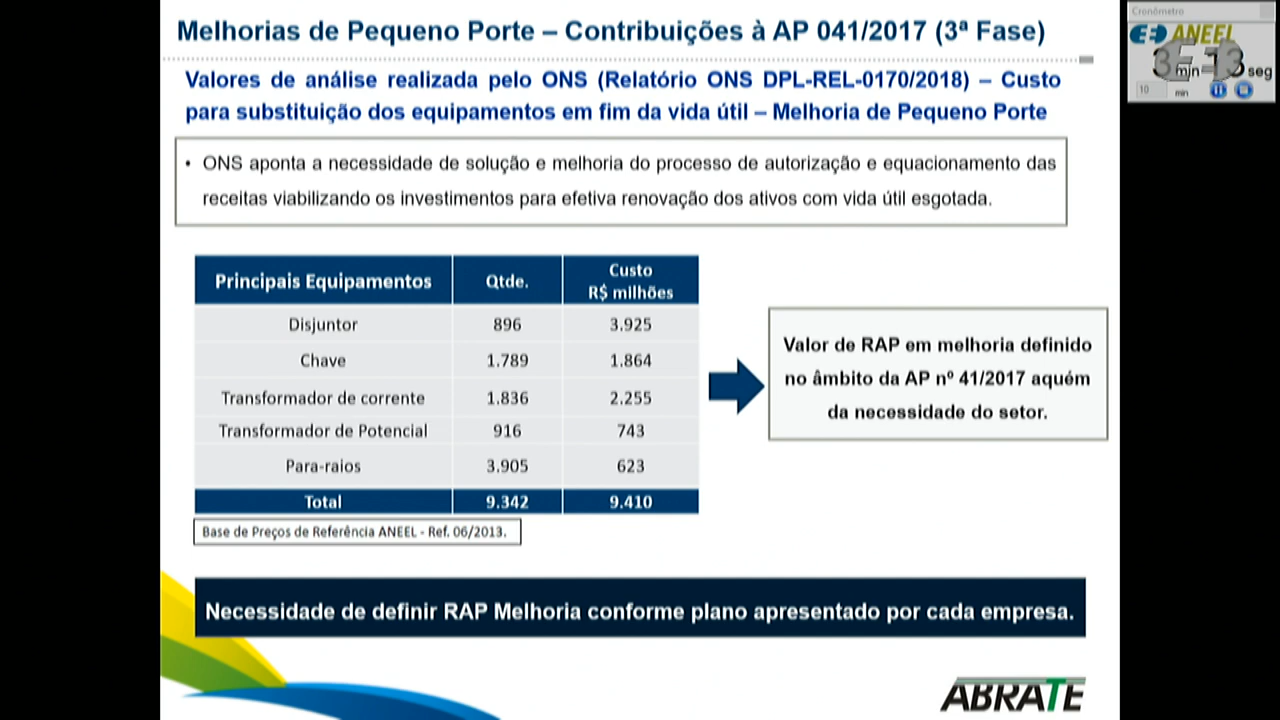 Melhorias de Pequeno Porte – Contribuições à AP 041/2017 (3ª Fase)
Valores de análise realizada pelo ONS (Relatório ONS DPL-REL-0170/2018) – Custo
para substituição dos equipamentos em fim da vida útil – Melhoria de Pequeno Porte
• ONS aponta a necessidade de solução e melhoria do processo de autorização e equacionamento das
receitas viabilizando os investimentos para efetiva renovação dos ativos com vida útil esgotada.
Principais Equipamentos Qtde. Custo R$ milhões
Disjuntor 896 3.925
Chave 1.789 1.864
Transformador de corrente 1.836 2.255
Transformador de Potencial 916 743
Para-raios 3.905 623
Total 9.342 9.410
Base de Preços de Referência ANEEL - Ref. 06/2013.
Valor de RAP em melhoria definido
no âmbito da AP nº 41/2017 aquém
da necessidade do setor.
Necessidade de definir RAP Melhoria conforme plano apresentado por cada empresa.
ABRATE
Cronômetro
ANEEL
min seg
10 min